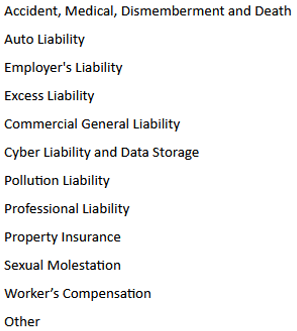 Accident, Medical, Dismemberment and Death
Auto Liability
Employer's Liability
Excess Liability
Commercial General Liability
Cyber Liability and Data Storage
Pollution Liability
Professional Liability
Property Insurance
Sexual Molestation
Worker’s Compensation
Other